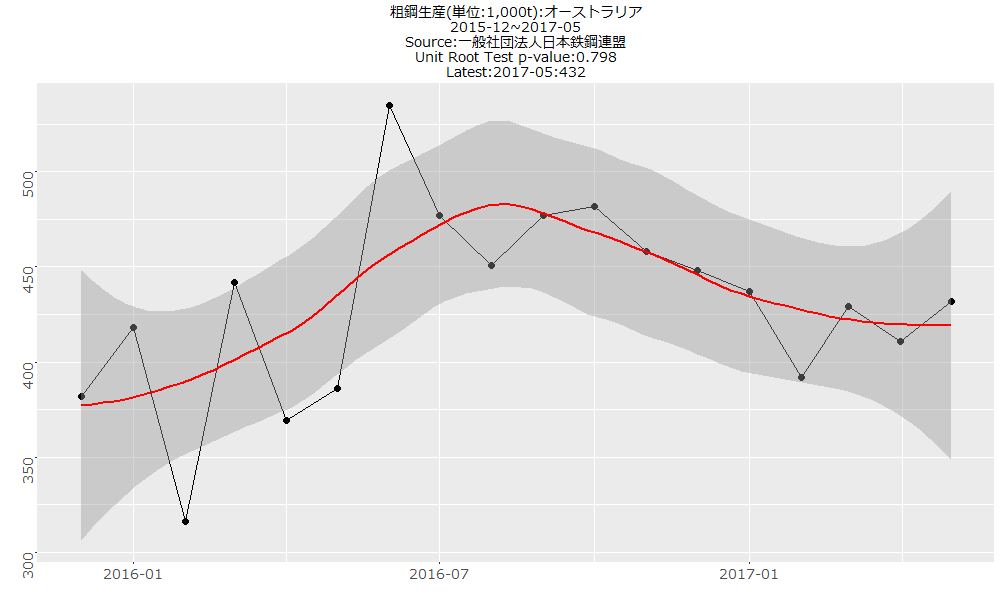 粗鋼生産(単位:1,000t):オーストラリア
2015-12~2017-05
Source:一般社団法人日本鉄鋼連盟
Unit Root Test p-value:0.798
Latest:2017-05:432
500
450
400
350
300
2016-01
2016-07
2017-01